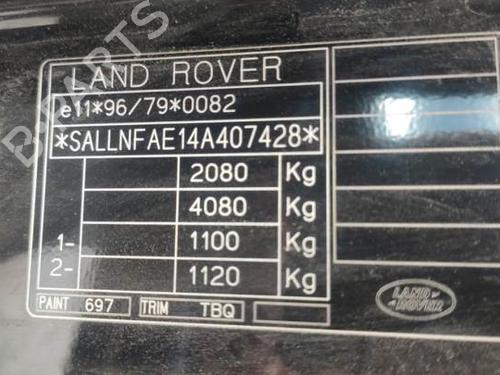 B-PARTS
LAND ROVER
e11*96/79*0082
*SALLNFAE14A407428*
2080 Kg
4080 Kg
1- 1100 Kg
2- 1120 Kg
PAINT 697 TRIM TBQ
LAND ROVER